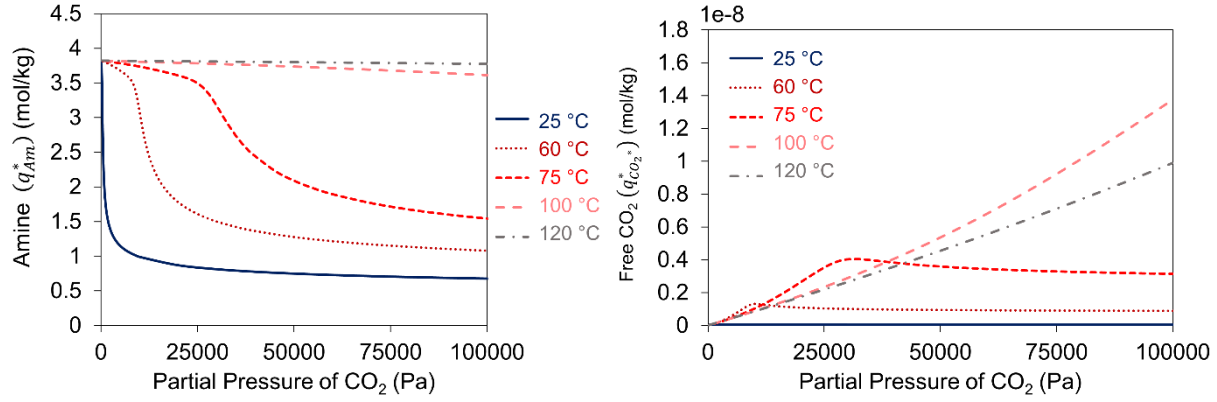 4.5
4
3.5
3
2.5
2
1.5
1
0.5
0
Amine (q*Am) (mol/kg)
0 25000 50000 75000 100000
Partial Pressure of CO2 (Pa)
25 °C
60 °C
75 °C
100 °C
120 °C
1e-8
1.8
1.6
1.4
1.2
1
0.8
0.6
0.4
0.2
0
Free CO2 (q*co2*) (mol/kg)
25 °C
60 °C
75 °C
100 °C
120 °C
0 25000 50000 75000 100000
Partial Pressure of CO2 (Pa)